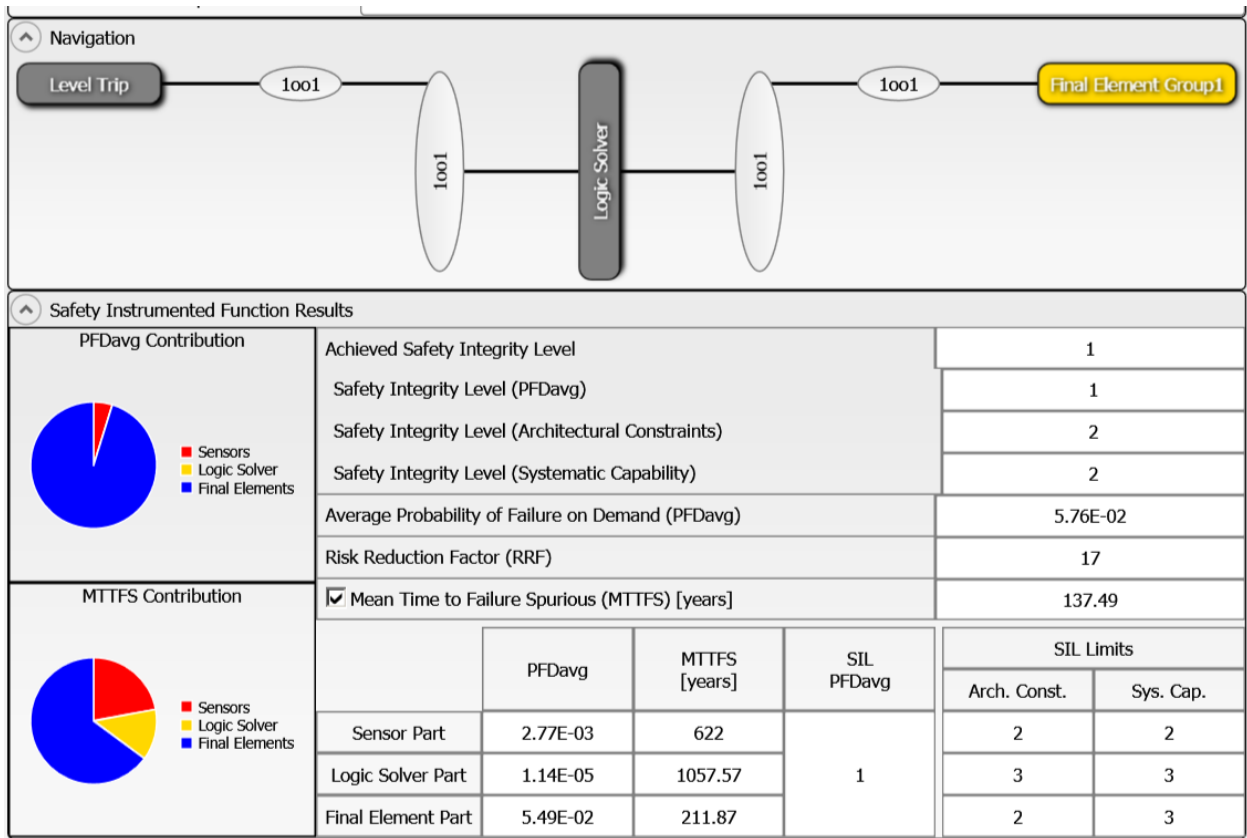 Navigation
Level Trip
1oo1
1oo1
Logic Solver
1oo1
1oo1
Final Element Group1
Safety Instrumented Function Results
PFDavg Contribution
Sensors
Logic Solver
Final Elements
MTTFS Contribution
Sensors
Logic Solver
Final Elements
Achieved Safety Integrity Level 1
Safety Integrity Level (PFDavg) 1
Safety Integrity Level (Architectural Constraints) 2
Safety Integrity Level (Systematic Capability) 2
Average Probability of Failure on Demand (PFDavg) 5.76E-02
Risk Reduction Factor (RRF) 17
Mean Time to Failure Spurious (MTTFS) [years] 137.49
PFDavg
MTTFS
[years]
SIL
PFDavg
SIL Limits
Arch. Const. Sys. Cap.
Sensor Part 2.77E-03 622 2 2
Logic Solver Part 1.14E-05 1057.57 1 3 3
Final Element Part 5.49E-02 211.87 2 3